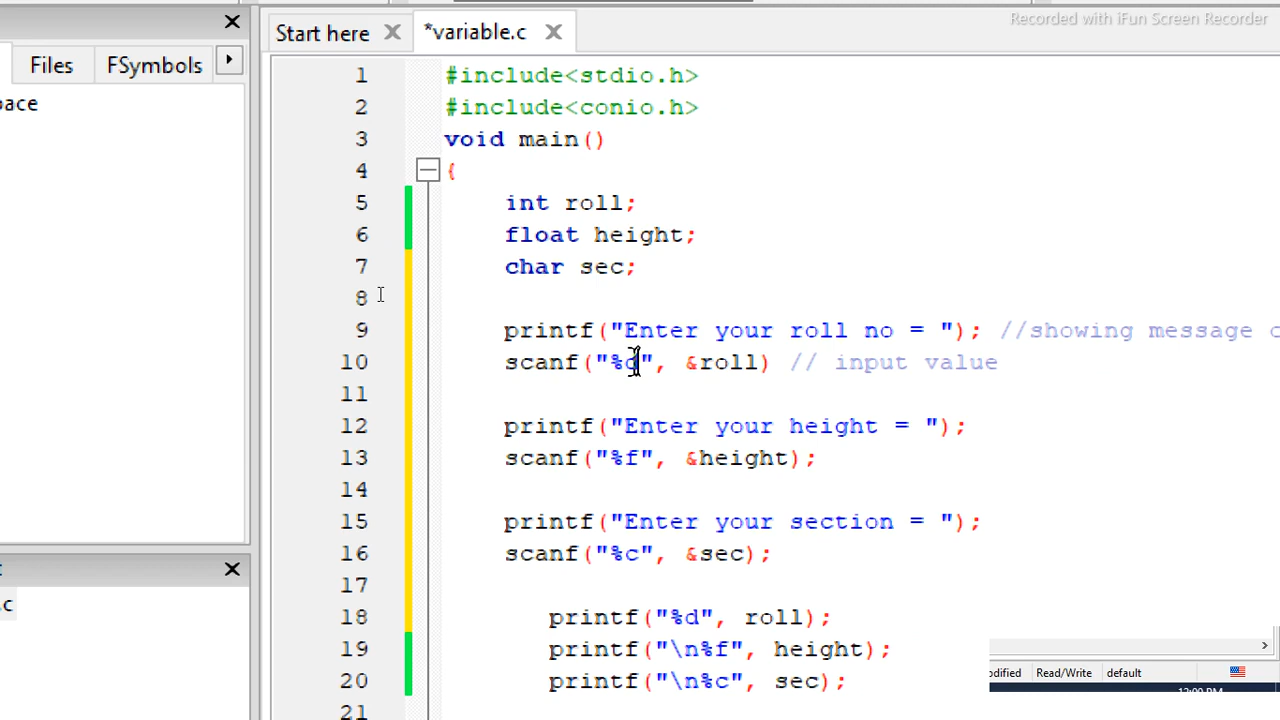 Recorded with iFun Screen Recorder
Start here
*variable.c
Files
FSymbols
pace
1 #include<stdio.h>
2 #include<conio.h>
3 void main()
4 {
5 int roll;
6 float height;
7 char sec;
8
9 printf("Enter your roll no = "); //showing message
10 scanf("%d", &roll) // input value
11
12 printf("Enter your height = ");
13 scanf("%f", &height);
14
15 printf("Enter your section = ");
16 scanf("%c", &sec);
17
18 printf("%d", roll);
19 printf("\n%f", height);
20 printf("\n%c", sec);
21
.c
odified Read/Write default